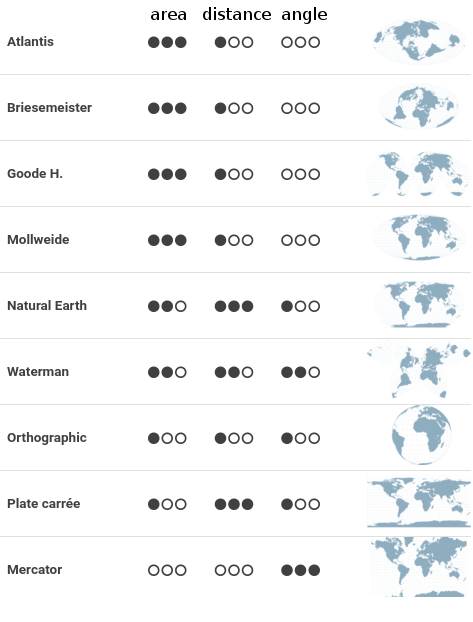 area distance angle
Atlantis
Briesemeister
Goode H.
Mollweide
Natural Earth
Waterman
Orthographic
Plate carrée
Mercator